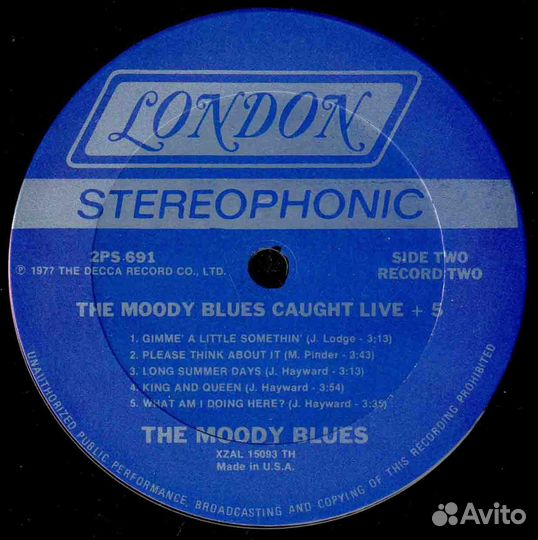 LONDON
STEREOPHONIC
2PS 691
℗ 1977 THE DECCA RECORD CO., LTD.
SIDE TWO
RECORD TWO
THE MOODY BLUES CAUGHT LIVE + 5
1. GIMME' A LITTLE SOMETHIN' (J. Lodge - 3:13)
2. PLEASE THINK ABOUT IT (M. Pinder - 3:43)
3. LONG SUMMER DAYS (J. Hayward - 3:13)
4. KING AND QUEEN (J. Hayward - 3:54)
5. WHAT AM I DOING HERE? (J. Hayward - 3:35)
THE MOODY BLUES
XZAL 15093 TH
Made in U.S.A.
UNAUTHORIZED PUBLIC PERFORMANCE, BROADCASTING AND COPYING OF THIS RECORDING PROHIBITED
Avito